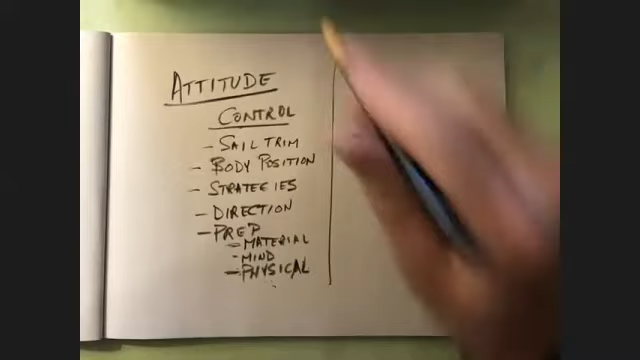 ATTITUDE
CONTROL
- SAIL TRIM
- BODY POSITION
- STRATEGIES
- DIRECTION
- PREP
- MATERIAL
- MIND
- PHYSICAL